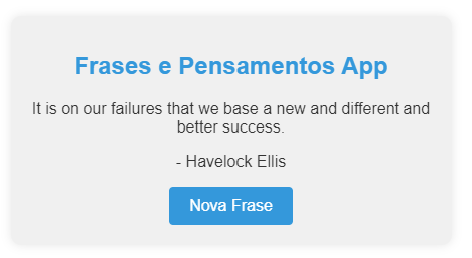 Frases e Pensamentos App
It is on our failures that we base a new and different and
better success.
- Havelock Ellis
Nova Frase